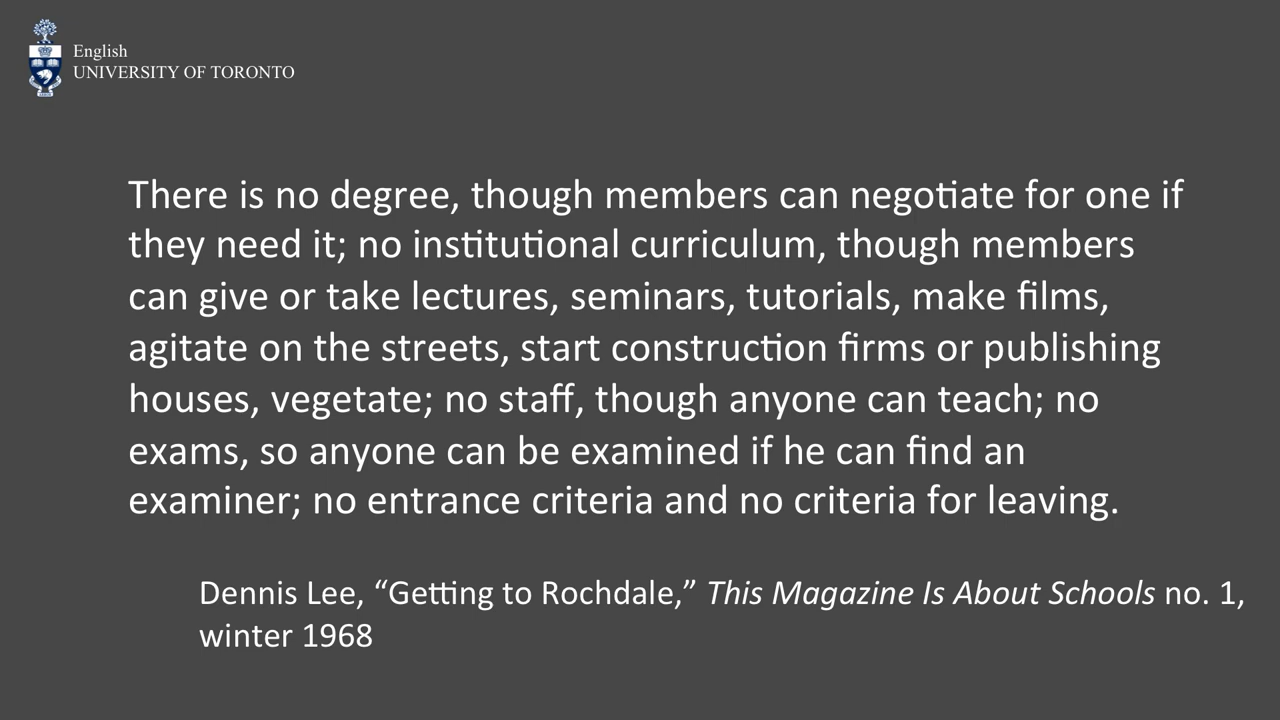 English
UNIVERSITY OF TORONTO
There is no degree, though members can negotiate for one if
they need it; no institutional curriculum, though members
can give or take lectures, seminars, tutorials, make films,
agitate on the streets, start construction firms or publishing
houses, vegetate; no staff, though anyone can teach; no
exams, so anyone can be examined if he can find an
examiner; no entrance criteria and no criteria for leaving.
Dennis Lee, “Getting to Rochdale,” This Magazine Is About Schools no. 1,
winter 1968